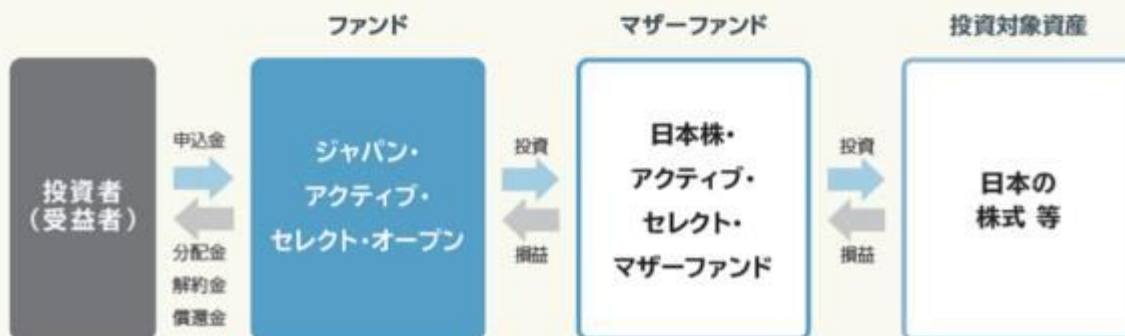 ファンド
マザーファンド
投資対象資産
投資者
（受益者）
申込金
分配金
解約金
償還金
ジャパン・
アクティブ・
セレクト・オープン
投資
損益
日本株・
アクティブ・
セレクト・
マザーファンド
投資
損益
日本の
株式 等